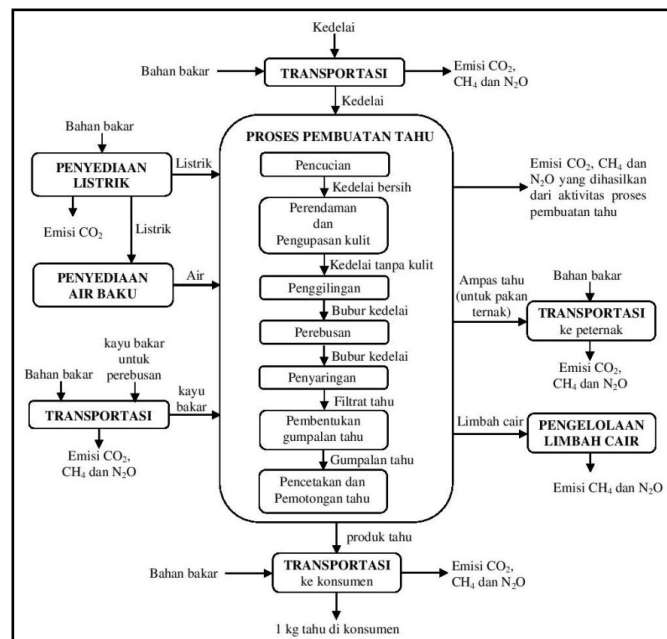 Kedelai
Bahan bakar
TRANSPORTASI
Emisi CO₂,
CH₄ dan N₂O
Kedelai
PROSES PEMBUATAN TAHU
Bahan bakar
PENYEDIAAN
LISTRIK
Listrik
Emisi CO₂
Listrik
PENYEDIAAN
AIR BAKU
Air
kayu bakar
untuk
perebusan
Bahan bakar
TRANSPORTASI
kayu
bakar
Emisi CO₂,
CH₄ dan N₂O
Pencucian
Kedelai bersih
Perendaman
dan
Pengupasan kulit
Kedelai tanpa kulit
Penggilingan
Bubur kedelai
Perebusan
Bubur kedelai
Penyaringan
Filtrat tahu
Pembentukan
gumpalan tahu
Gumpalan tahu
Pencetakan dan
Pemotongan tahu
Emisi CO₂, CH₄ dan
N₂O yang dihasilkan
dari aktivitas proses
pembuatan tahu
Ampas tahu
(untuk pakan
ternak)
Bahan bakar
TRANSPORTASI
ke peternak
Emisi CO₂,
CH₄ dan N₂O
Limbah cair
PENGELOLAAN
LIMBAH CAIR
Emisi CH₄ dan N₂O
produk tahu
Bahan bakar
TRANSPORTASI
ke konsumen
Emisi CO₂,
CH₄ dan N₂O
1 kg tahu di konsumen